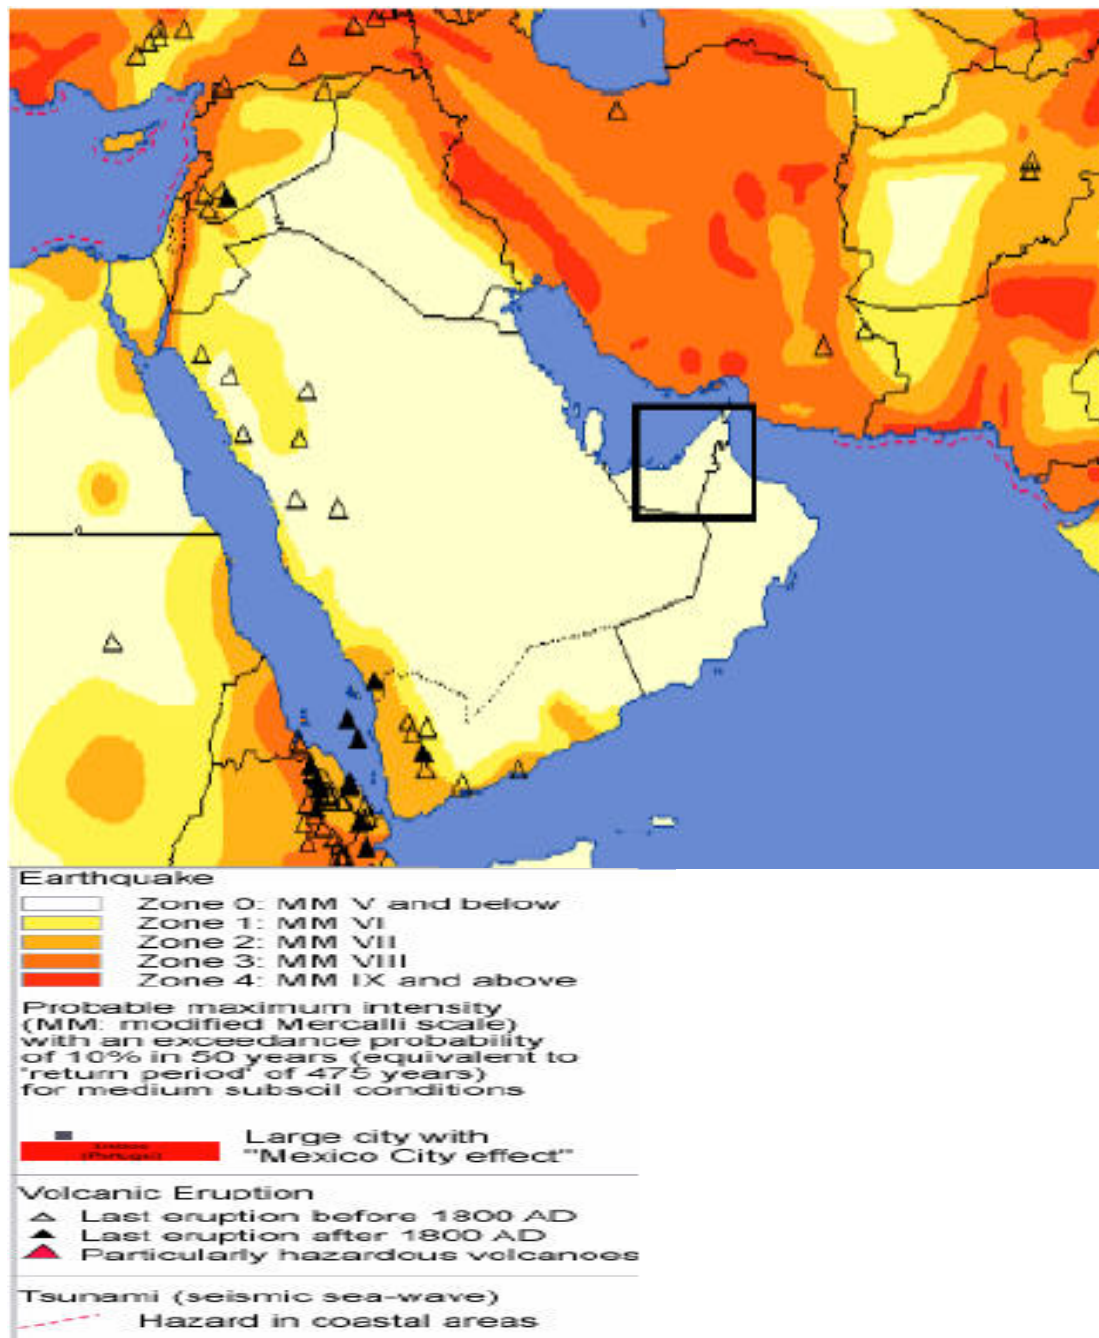 Earthquake
Zone 0: MM V and below
Zone 1: MM VI
Zone 2: MM VII
Zone 3: MM VIII
Zone 4: MM IX and above
Probable maximum intensity
(MM: modified Mercalli scale)
with an exceedance probability
of 10% in 50 years (equivalent to
'return period' of 475 years)
for medium subsoil conditions
Large city with
(Portugal)
"Mexico City effect"
Volcanic Eruption
Last eruption before 1800 AD
Last eruption after 1800 AD
Particularly hazardous volcanoes
Tsunami (seismic sea-wave)
Hazard in coastal areas